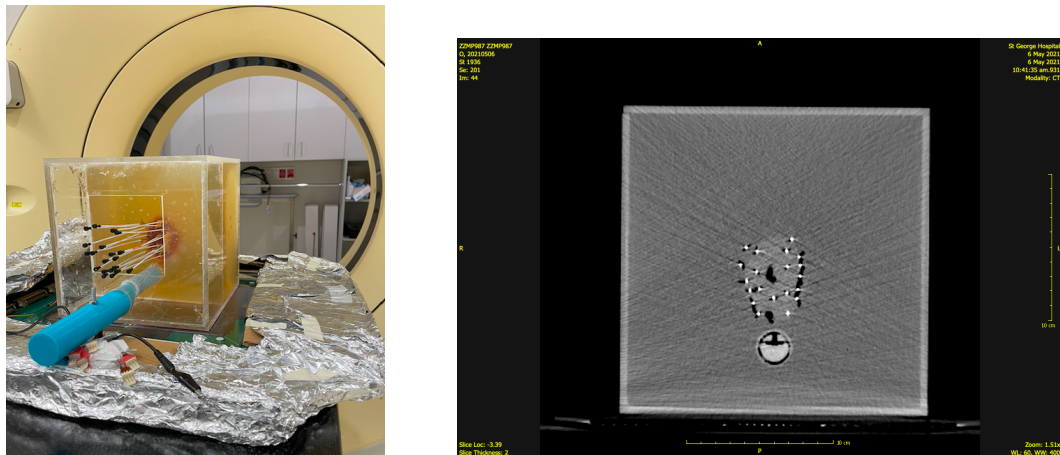 ZZMP987 ZZMP987
O, 20210506
St 1936
Se: 201
Im: 44
A
St George Hospital
6 May 2021
6 May 2021
10:41:35 am.931
Modality: CT
R
L
10 cm
10 cm
P
Slice Loc: -3.39
Slice Thickness: 2
Zoom: 1.51x
WL: 60, WW: 400